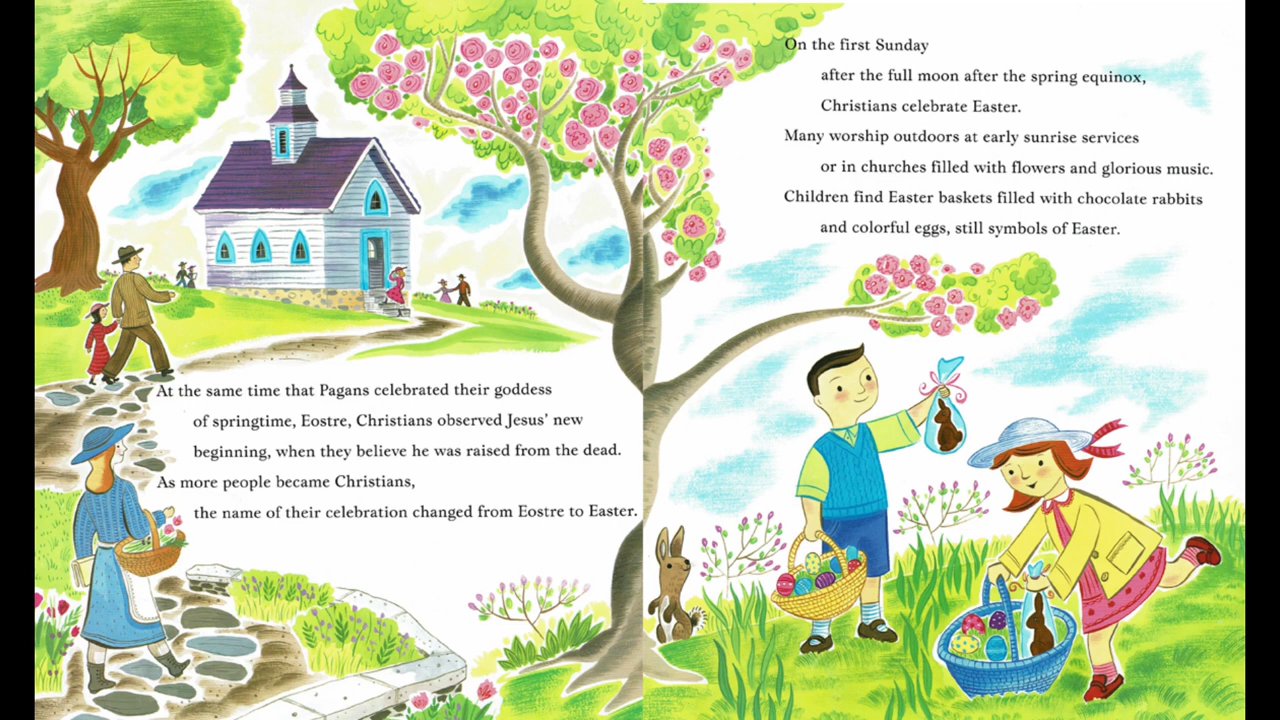 At the same time that Pagans celebrated their goddess
of springtime, Eostre, Christians observed Jesus' new
beginning, when they believe he was raised from the dead.
As more people became Christians,
the name of their celebration changed from Eostre to Easter.
On the first Sunday
after the full moon after the spring equinox,
Christians celebrate Easter.
Many worship outdoors at early sunrise services
or in churches filled with flowers and glorious music.
Children find Easter baskets filled with chocolate rabbits
and colorful eggs, still symbols of Easter.